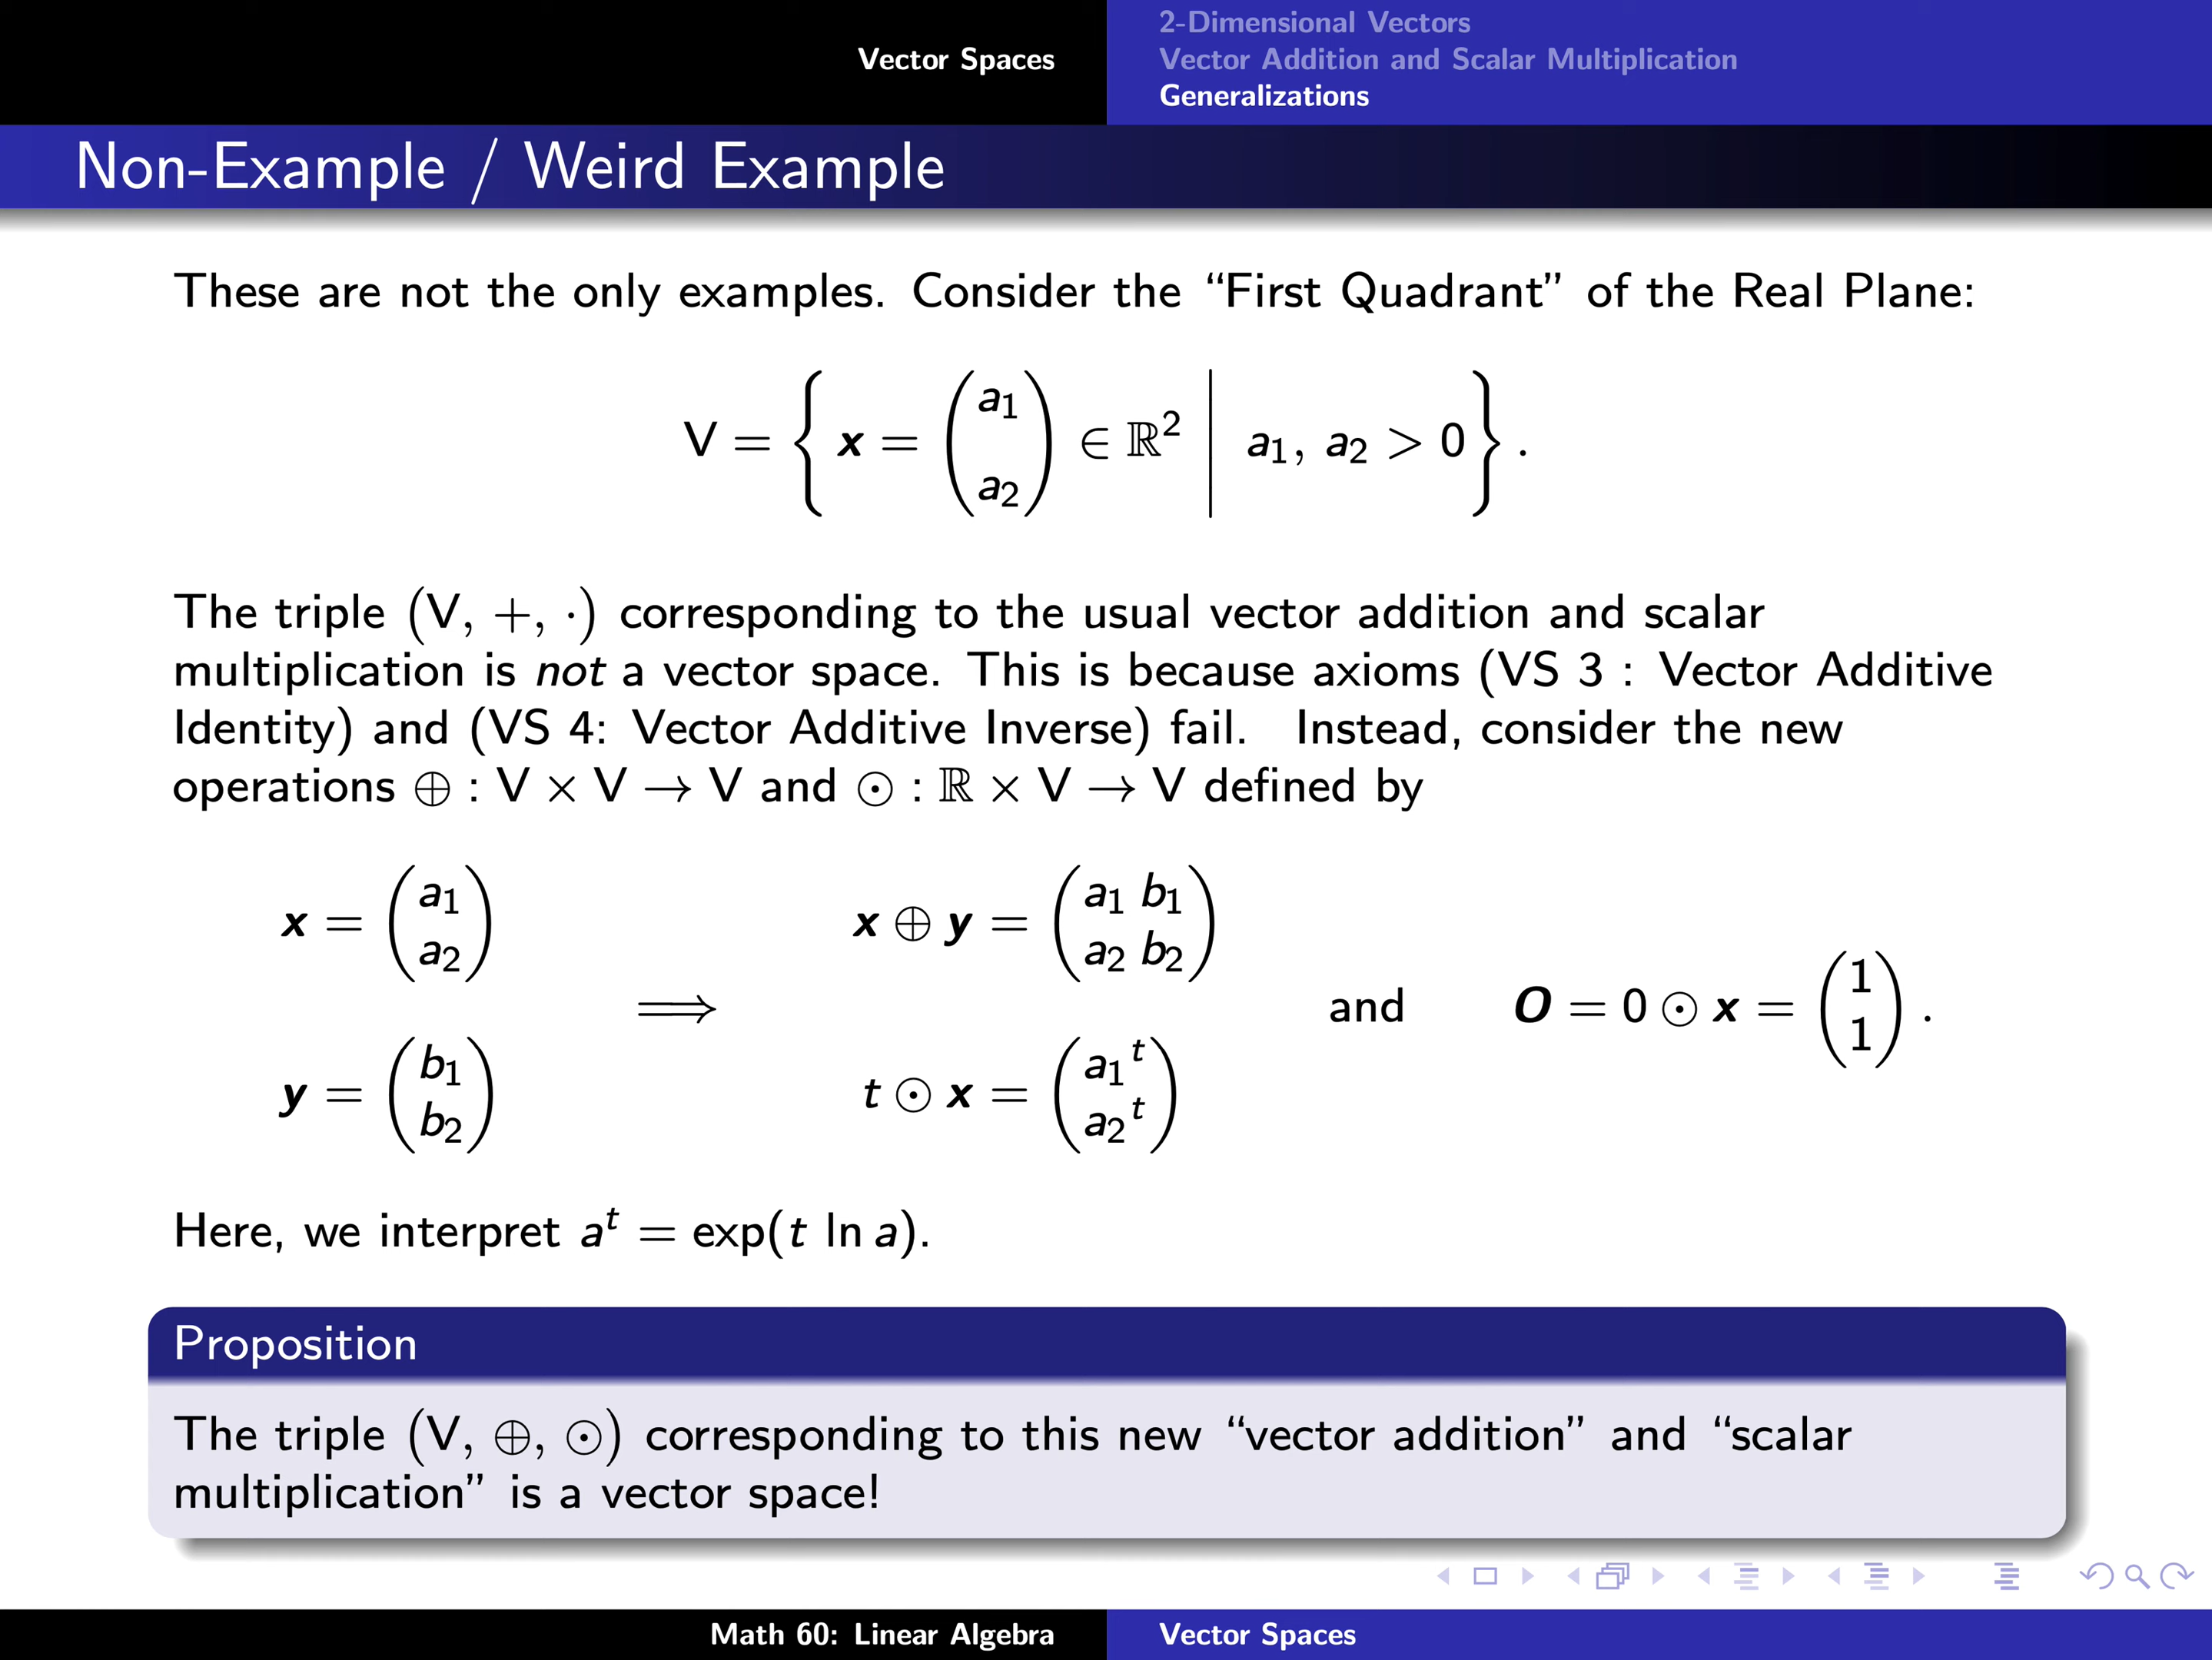 Vector Spaces
2-Dimensional Vectors
Vector Addition and Scalar Multiplication
Generalizations
Non-Example / Weird Example
These are not the only examples. Consider the “First Quadrant” of the Real Plane:
V = { x = ( a₁ a₂ ) ∈ ℝ² | a₁, a₂ > 0 } .
The triple (V, +, ·) corresponding to the usual vector addition and scalar
multiplication is not a vector space. This is because axioms (VS 3 : Vector Additive
Identity) and (VS 4: Vector Additive Inverse) fail. Instead, consider the new
operations ⊕ : V × V → V and ⊙ : ℝ × V → V defined by
x = ( a₁ a₂ )
y = ( b₁ b₂ )
⟹
x ⊕ y = ( a₁ b₁ a₂ b₂ )
t ⊙ x = ( a₁ᵗ a₂ᵗ )
and O = 0 ⊙ x = ( 1 1 ) .
Here, we interpret aᵗ = exp(t ln a).
Proposition
The triple (V, ⊕, ⊙) corresponding to this new “vector addition” and “scalar
multiplication” is a vector space!
Math 60: Linear Algebra
Vector Spaces